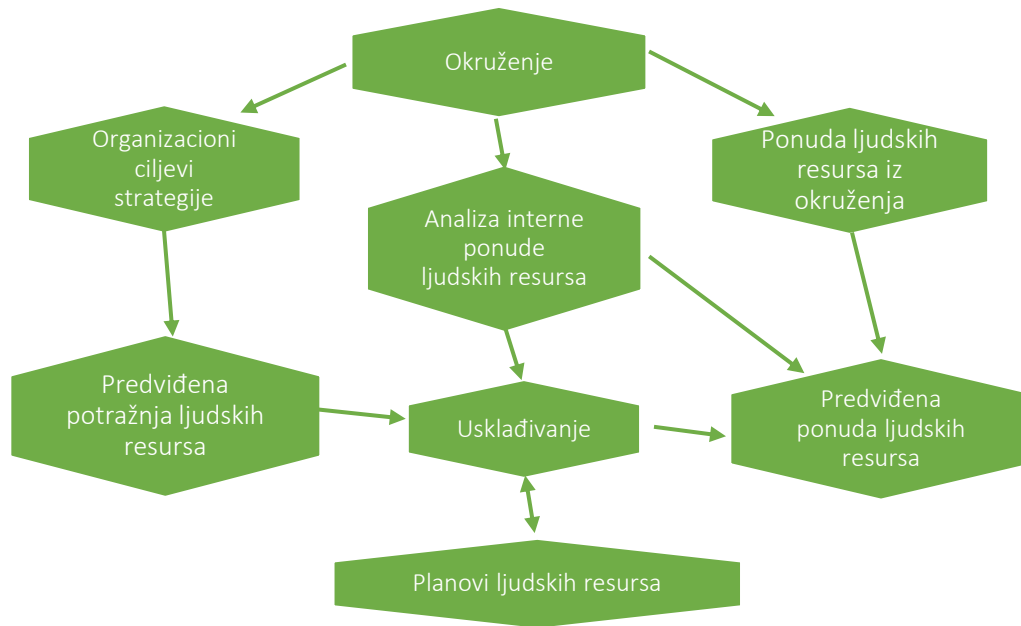 Okruženje
Organizacioni
ciljevi
strategije
Ponuda ljudskih
resursa iz
okruženja
Analiza interne
ponude
ljudskih resursa
Predviđena
potražnja ljudskih
resursa
Usklađivanje
Predviđena
ponuda ljudskih
resursa
Planovi ljudskih resursa